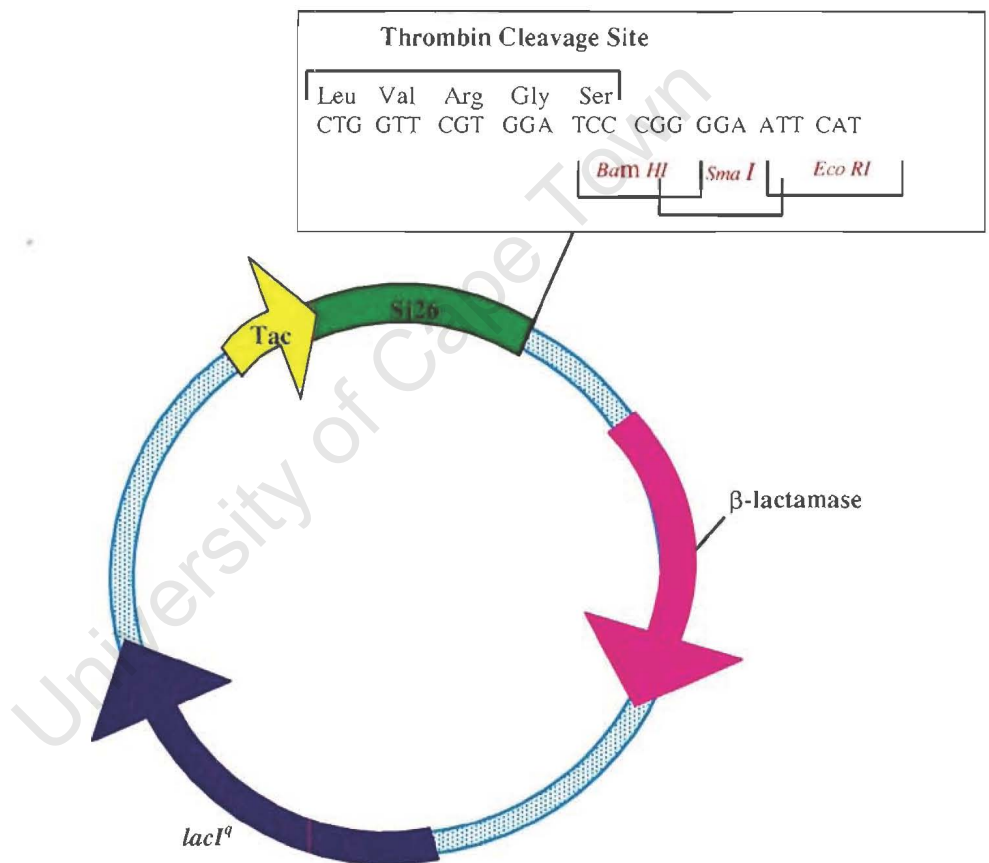 Thrombin Cleavage Site
Leu Val Arg Gly Ser
CTG GTT CGT GGA TCC CGG GGA ATT CAT
Bam HI Sma I Eco RI
Tac
Sj26
β-lactamase
lacIq
University of Cape Town